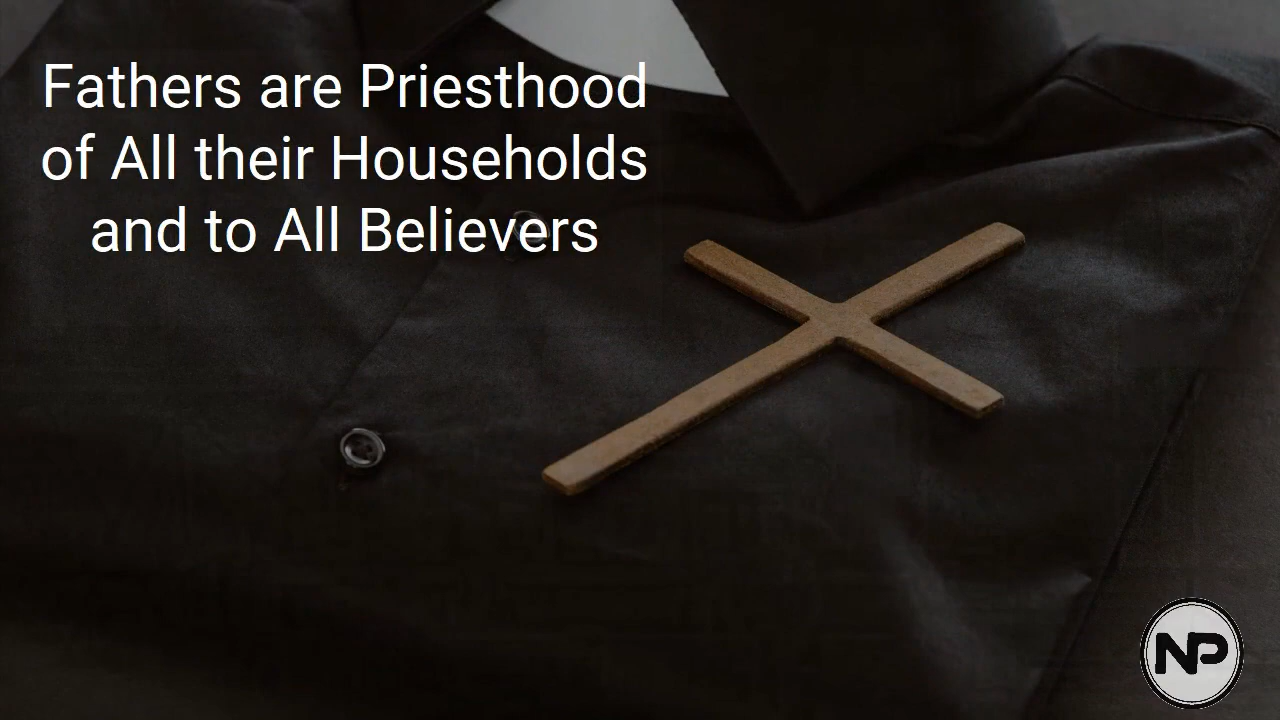 Fathers are Priesthood
of All their Households
and to All Believers
NP